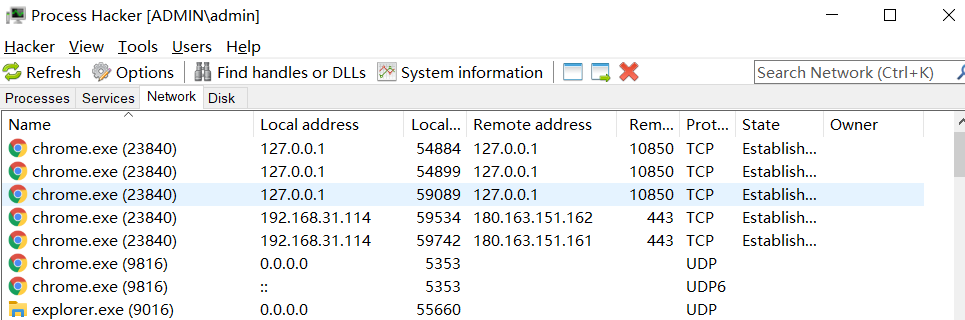 Process Hacker [ADMIN\admin]
Hacker View Tools Users Help
Refresh Options Find handles or DLLs System information Search Network (Ctrl+K)
Processes Services Network Disk
Name Local address Local... Remote address Rem... Prot... State Owner
chrome.exe (23840) 127.0.0.1 54884 127.0.0.1 10850 TCP Establish...
chrome.exe (23840) 127.0.0.1 54899 127.0.0.1 10850 TCP Establish...
chrome.exe (23840) 127.0.0.1 59089 127.0.0.1 10850 TCP Establish...
chrome.exe (23840) 192.168.31.114 59534 180.163.151.162 443 TCP Establish...
chrome.exe (23840) 192.168.31.114 59742 180.163.151.161 443 TCP Establish...
chrome.exe (9816) 0.0.0.0 5353 UDP
chrome.exe (9816) :: 5353 UDP6
explorer.exe (9016) 0.0.0.0 55660 UDP